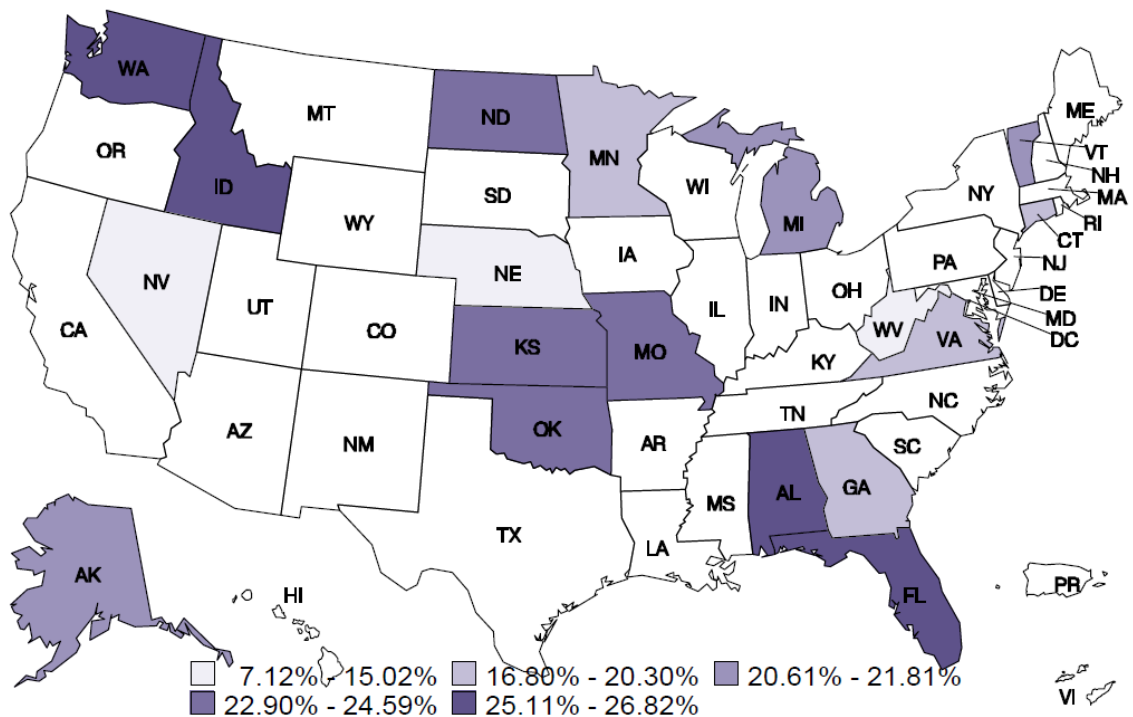 WA
MT
ND
ME
OR
MN
VT
ID
WI
NH
SD
NY
MA
WY
MI
RI
CT
IA
PA
NJ
NE
NV
OH
DE
UT
IL
IN
MD
CA
CO
WV
VA
DC
KS
MO
KY
NC
TN
AZ
OK
NM
AR
SC
MS
AL
GA
TX
LA
AK
HI
FL
PR
7.12% - 15.02% 16.80% - 20.30% 20.61% - 21.81%
VI
22.90% - 24.59% 25.11% - 26.82%